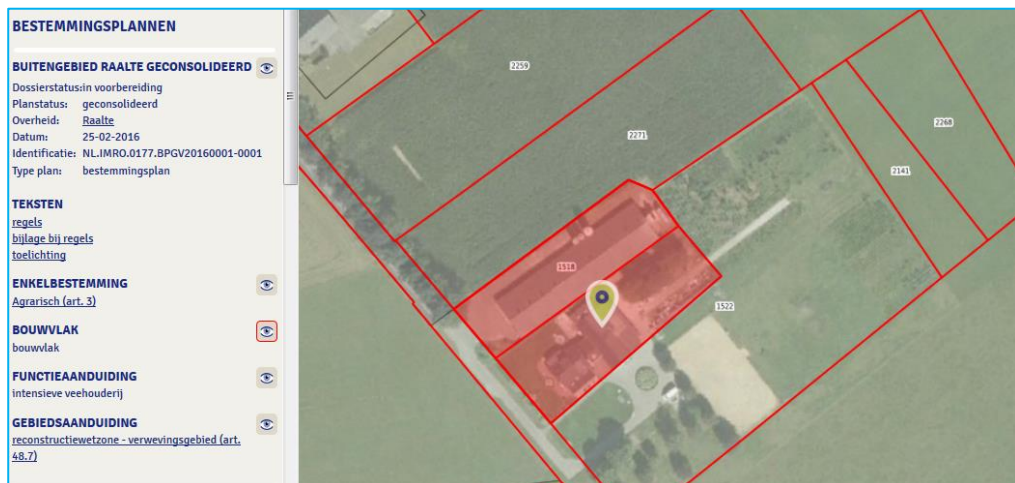 BESTEMMINGSPLANNEN
BUITENGEBIED RAALTE GECONSOLIDEERD
Dossierstatus:in voorbereiding
Planstatus: geconsolideerd
Overheid: Raalte
Datum: 25-02-2016
Identificatie: NL.IMRO.0177.BPGV20160001-0001
Type plan: bestemmingsplan
TEKSTEN
regels
bijlage bij regels
toelichting
ENKELBESTEMMING
Agrarisch (art. 3)
BOUWVLAK
bouwvlak
FUNCTIEAANDUIDING
intensieve veehouderij
GEBIEDSAANDUIDING
reconstructiewetzone - verwevingsgebied (art.
48.7)
2259
2271
2268
2141
1518
1522